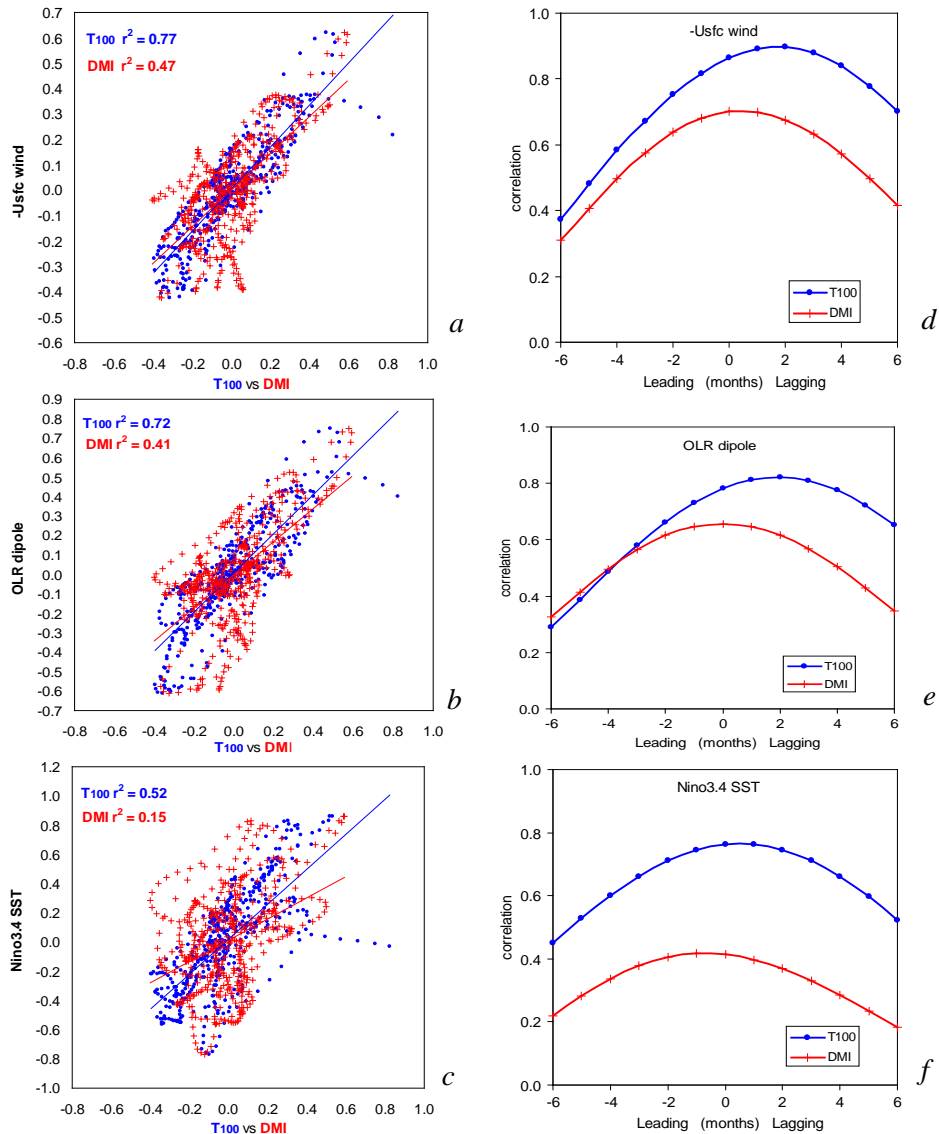 0.7
0.6
0.5
0.4
0.3
0.2
0.1
0.0
-0.1
-0.2
-0.3
-0.4
-0.5
-0.6
-Usfc wind
T100 r² = 0.77
DMI r² = 0.47
-0.8 -0.6 -0.4 -0.2 0.0 0.2 0.4 0.6 0.8 1.0
T100 vs DMI
a
1.0
0.8
0.6
0.4
0.2
0.0
correlation
-Usfc wind
T100
DMI
-6 -4 -2 0 2 4 6
Leading (months) Lagging
d
0.9
0.8
0.7
0.6
0.5
0.4
0.3
0.2
0.1
0.0
-0.1
-0.2
-0.3
-0.4
-0.5
-0.6
-0.7
OLR dipole
T100 r² = 0.72
DMI r² = 0.41
-0.8 -0.6 -0.4 -0.2 0.0 0.2 0.4 0.6 0.8 1.0
T100 vs DMI
b
1.0
0.8
0.6
0.4
0.2
0.0
correlation
OLR dipole
T100
DMI
-6 -4 -2 0 2 4 6
Leading (months) Lagging
e
1.2
1.0
0.8
0.6
0.4
0.2
0.0
-0.2
-0.4
-0.6
-0.8
-1.0
Nino3.4 SST
T100 r² = 0.52
DMI r² = 0.15
-0.8 -0.6 -0.4 -0.2 0.0 0.2 0.4 0.6 0.8 1.0
T100 vs DMI
c
1.0
0.8
0.6
0.4
0.2
0.0
correlation
Nino3.4 SST
T100
DMI
-6 -4 -2 0 2 4 6
Leading (months) Lagging
f